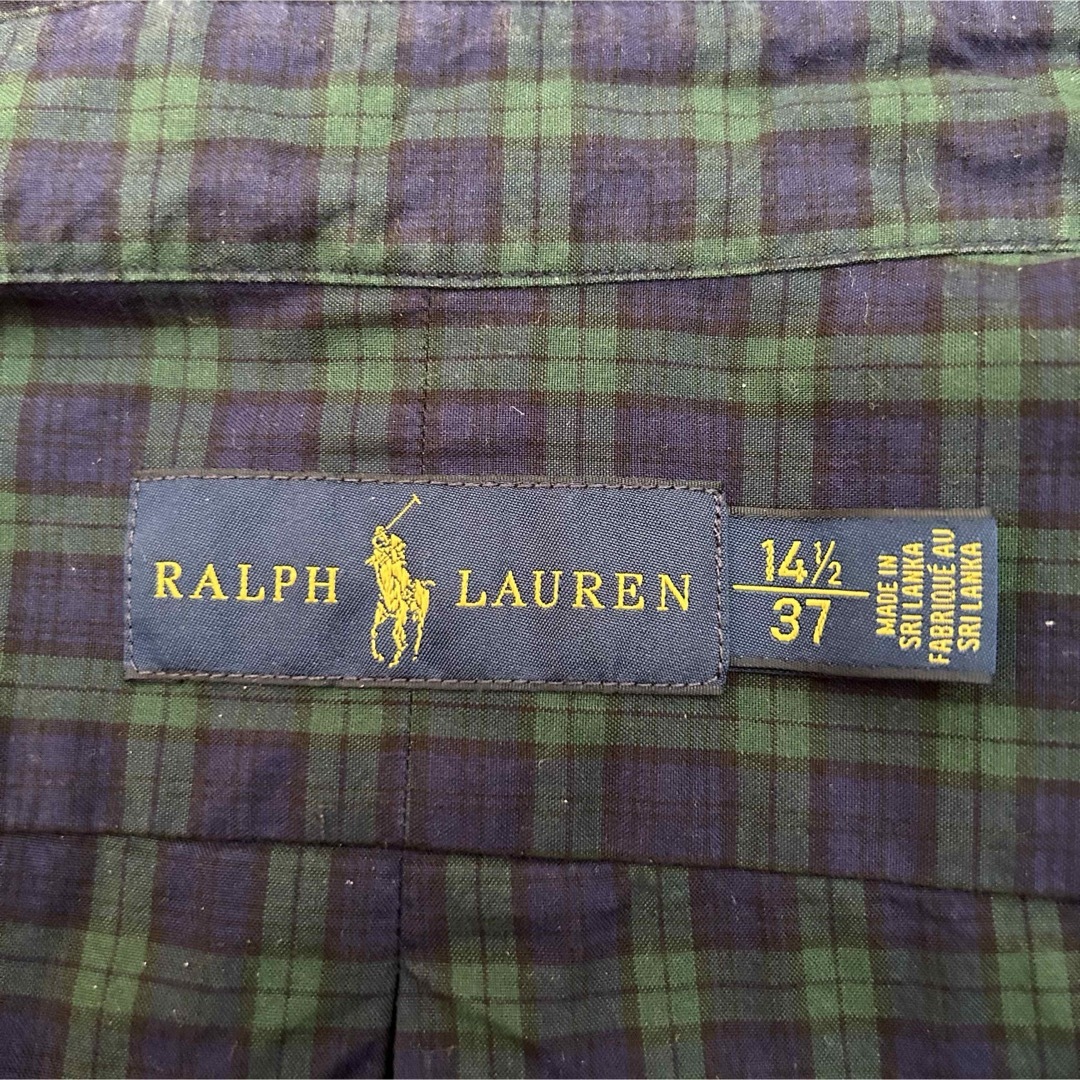 RALPH LAUREN
14½
37
MADE IN
SRI LANKA
FABRIQUÉ AU
SRI LANKA